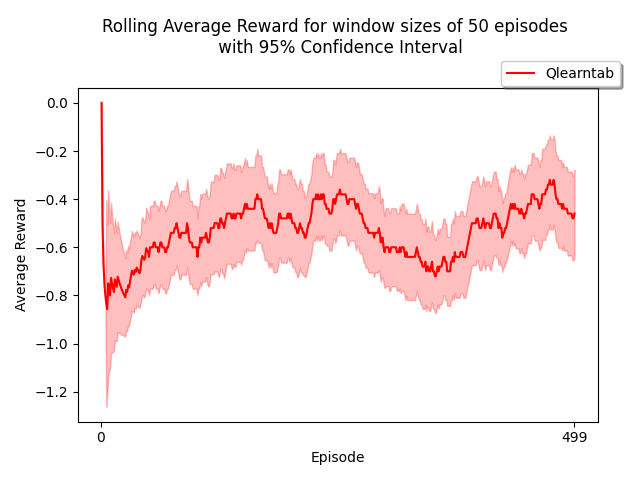 Rolling Average Reward for window sizes of 50 episodes
with 95% Confidence Interval
Qlearntab
0.0
−0.2
−0.4
−0.6
−0.8
−1.0
−1.2
Average Reward
0
499
Episode